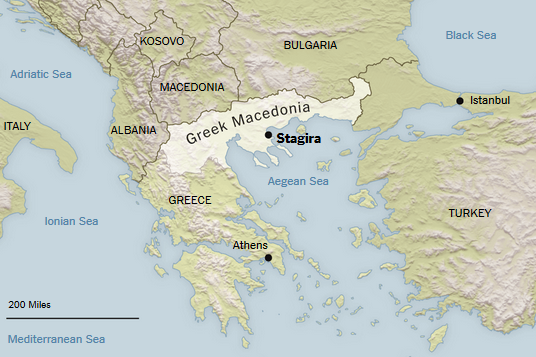 Black Sea
KOSOVO
BULGARIA
Adriatic Sea
MACEDONIA
Istanbul
Greek Macedonia
ITALY
ALBANIA
Stagira
Aegean Sea
GREECE
TURKEY
Ionian Sea
Athens
200 Miles
Mediterranean Sea